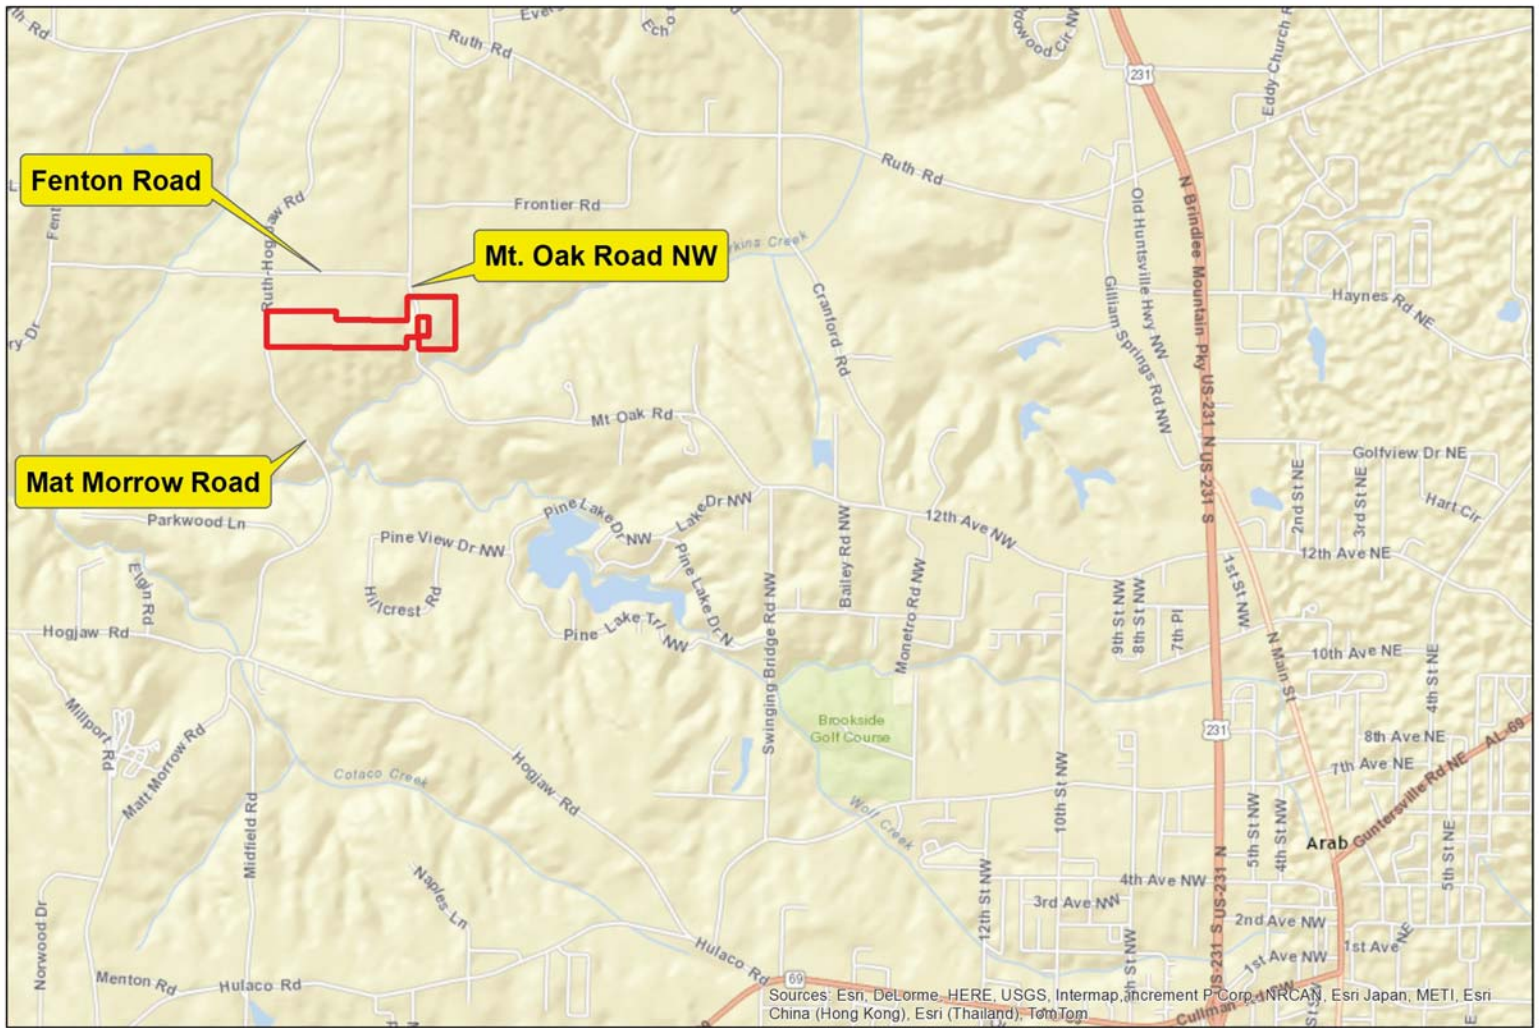 Ruth Rd
Echo
231
Eddy Church R
Fenton Road
Ruth Rd
Frontier Rd
Ruth-Hogjaw Rd
Mt. Oak Road NW
Cranford Rd
Old Huntsville Hwy NW
Gilliam Springs Rd NW
N Brindlee Mountain Pky
US-231 N
US-231 S
Haynes Rd NE
Mt Oak Rd
Mat Morrow Road
Parkwood Ln
Pine View Dr NW
Hillcrest Rd
Pine Lake Dr NW
Lake Dr NW
Pine Lake Dr N
Pine Lake Trl NW
Swinging Bridge Rd NW
Bailey Rd NW
Monetro Rd NW
12th Ave NW
Golfview Dr NE
2nd St NE
3rd St NE
Hart Cir
12th Ave NE
1st St NW
9th St NW
8th St NW
7th Pl
N Main St
10th Ave NE
4th St NE
Elgin Rd
Hogjaw Rd
Millport Rd
Matt Morrow Rd
Midfield Rd
Cotaco Creek
Hogjaw Rd
Brookside
Golf Course
Wolf Creek
10th St NW
231
8th Ave NE
7th Ave NE
AL-69
Guntersville Rd NE
Arab
5th St NW
4th St NW
5th St NE
Naples Ln
Norwood Dr
12th St NW
4th Ave NW
3rd Ave NW
2nd Ave NW
1st Ave NE
1st Ave NW
US-231 S US-231 N
Menton Rd
Hulaco Rd
Hulaco Rd
69
Cullman
Sources: Esri, DeLorme, HERE, USGS, Intermap, increment P Corp., NRCAN, Esri Japan, METI, Esri
China (Hong Kong), Esri (Thailand), TomTom